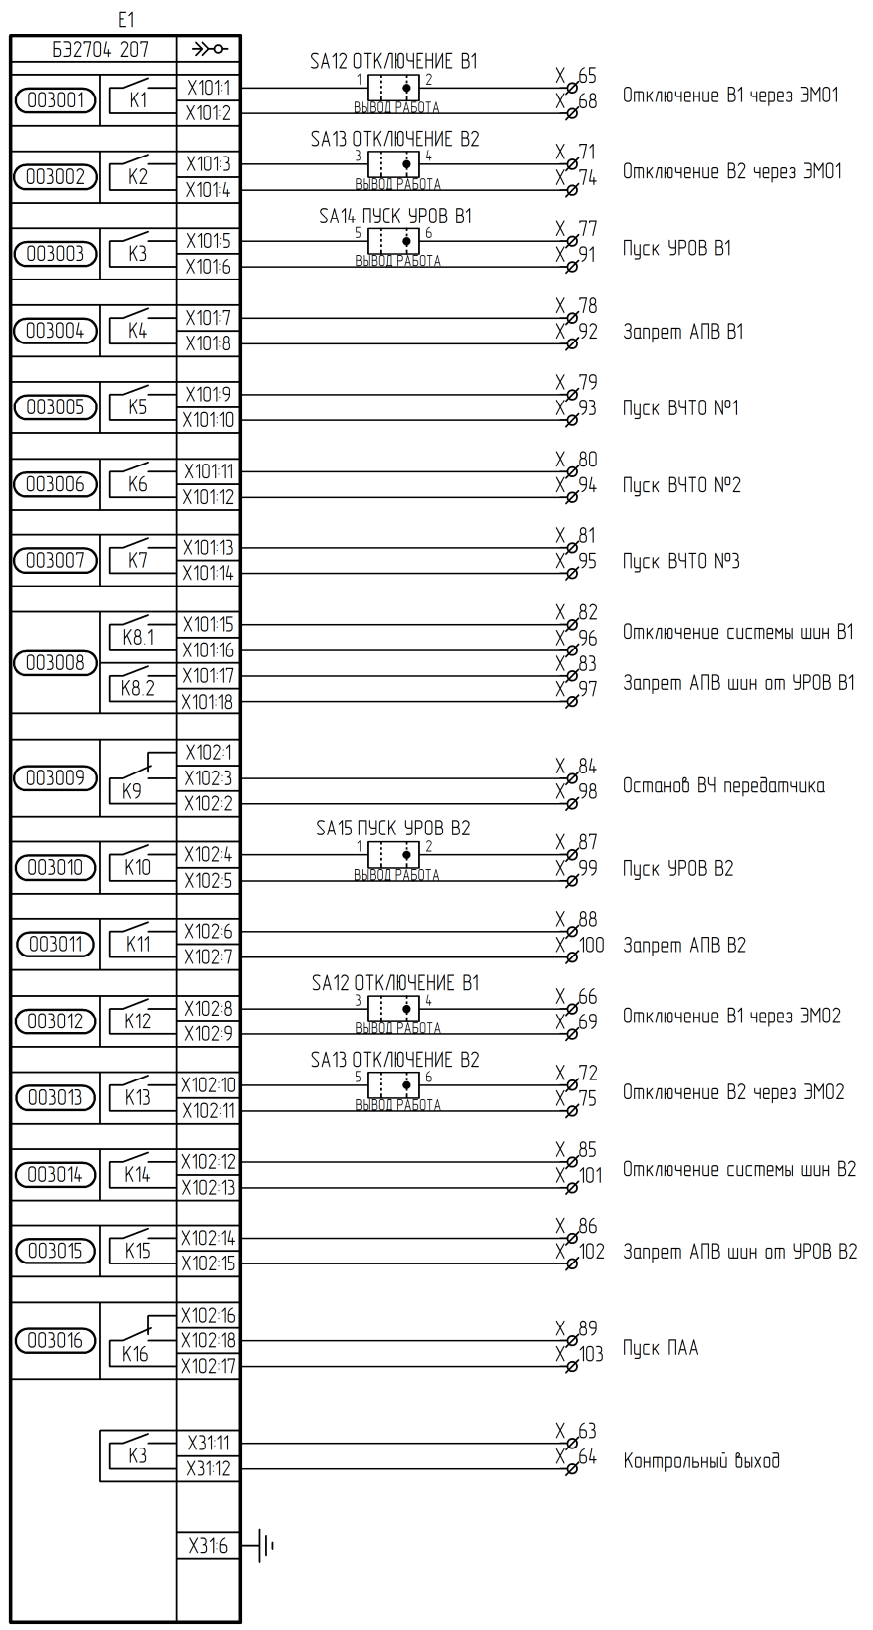 E1
БЭ2704 207
SA12 ОТКЛЮЧЕНИЕ В1
003001 K1 X101:1 1 2 X 65
X101:2 ВЫВОД РАБОТА X 68 Отключение В1 через ЭМО1
SA13 ОТКЛЮЧЕНИЕ В2
003002 K2 X101:3 3 4 X 71
X101:4 ВЫВОД РАБОТА X 74 Отключение В2 через ЭМО1
SA14 ПУСК УРОВ В1
003003 K3 X101:5 5 6 X 77
X101:6 ВЫВОД РАБОТА X 91 Пуск УРОВ В1
003004 K4 X101:7 X 78
X101:8 X 92 Запрет АПВ В1
003005 K5 X101:9 X 79
X101:10 X 93 Пуск ВЧТО №1
003006 K6 X101:11 X 80
X101:12 X 94 Пуск ВЧТО №2
003007 K7 X101:13 X 81
X101:14 X 95 Пуск ВЧТО №3
003008 K8.1 X101:15 X 82
X101:16 X 96 Отключение системы шин В1
K8.2 X101:17 X 83
X101:18 X 97 Запрет АПВ шин от УРОВ В1
X102:1
003009 K9 X102:3 X 84
X102:2 X 98 Останов ВЧ передатчика
SA15 ПУСК УРОВ В2
003010 K10 X102:4 1 2 X 87
X102:5 ВЫВОД РАБОТА X 99 Пуск УРОВ В2
003011 K11 X102:6 X 88
X102:7 X 100 Запрет АПВ В2
SA12 ОТКЛЮЧЕНИЕ В1
003012 K12 X102:8 3 4 X 66
X102:9 ВЫВОД РАБОТА X 69 Отключение В1 через ЭМО2
SA13 ОТКЛЮЧЕНИЕ В2
003013 K13 X102:10 5 6 X 72
X102:11 ВЫВОД РАБОТА X 75 Отключение В2 через ЭМО2
003014 K14 X102:12 X 85
X102:13 X 101 Отключение системы шин В2
003015 K15 X102:14 X 86
X102:15 X 102 Запрет АПВ шин от УРОВ В2
X102:16
003016 K16 X102:18 X 89
X102:17 X 103 Пуск ПАА
K3 X31:11 X 63
X31:12 X 64 Контрольный выход
X31:6